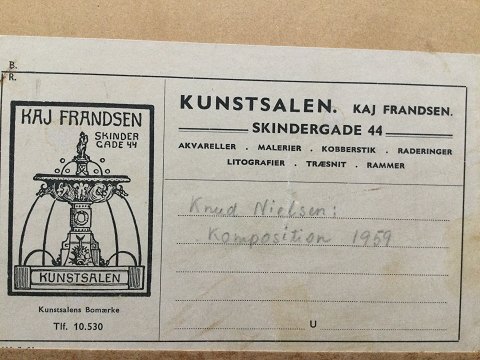 B.
R.
KAJ FRANDSEN
SKINDER
GADE 44
KUNSTSALEN
Kunstsalens Bomærke
Tlf. 10.530
KUNSTSALEN. KAJ FRANDSEN.
SKINDERGADE 44
AKVARELLER . MALERIER . KOBBERSTIK . RADERINGER
LITOGRAFIER . TRÆSNIT . RAMMER
Knud Nielsen:
Komposition 1959
U